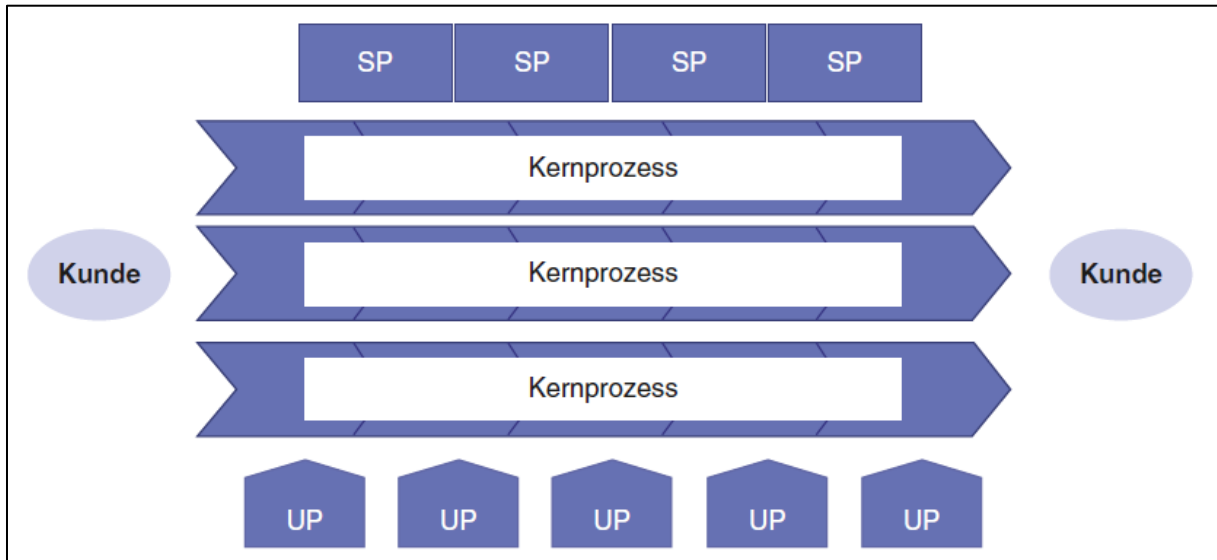 SP SP SP SP
Kernprozess
Kunde Kernprozess Kunde
Kernprozess
UP UP UP UP UP